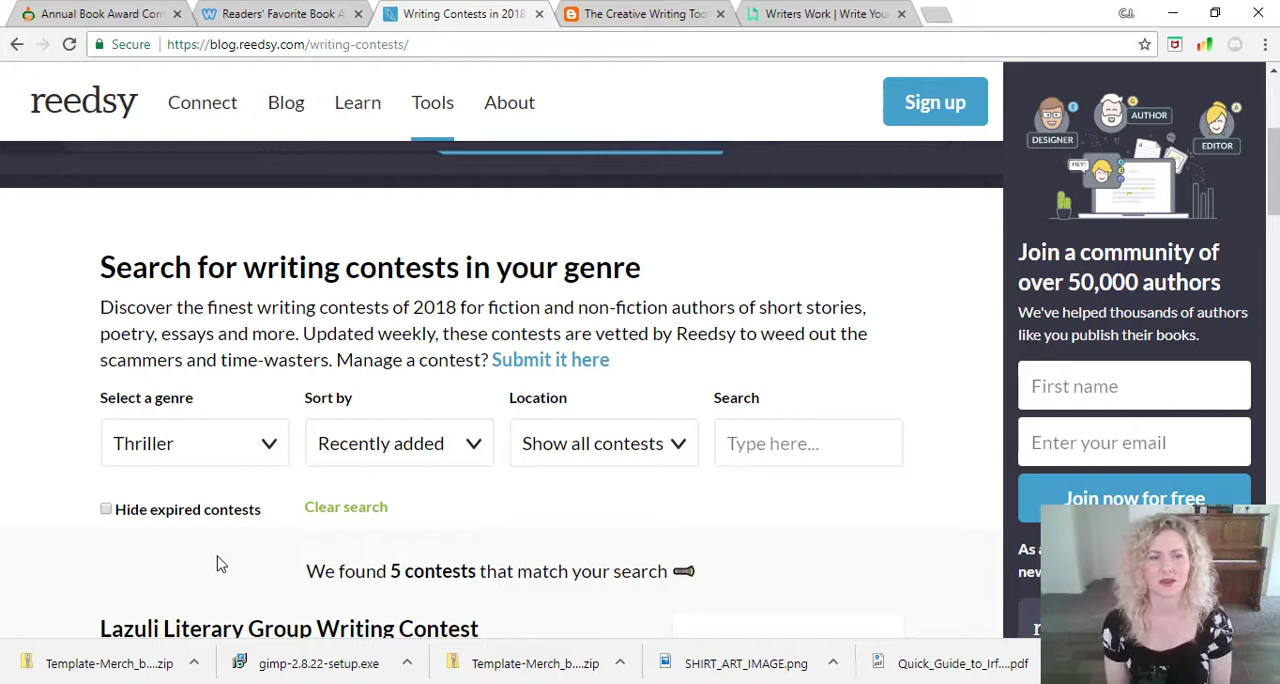 Annual Book Award Con
Readers' Favorite Book A
Writing Contests in 2018
The Creative Writing Too
Writers Work | Write You
C.J.
Secure
https://blog.reedsy.com/writing-contests/
reedsy
Connect
Blog
Learn
Tools
About
Sign up
DESIGNER
AUTHOR
EDITOR
HEY!
Search for writing contests in your genre
Discover the finest writing contests of 2018 for fiction and non-fiction authors of short stories,
poetry, essays and more. Updated weekly, these contests are vetted by Reedsy to weed out the
scammers and time-wasters. Manage a contest? Submit it here
Select a genre
Sort by
Location
Search
Thriller
Recently added
Show all contests
Type here...
Hide expired contests
Clear search
We found 5 contests that match your search
Lazuli Literary Group Writing Contest
Join a community of
over 50,000 authors
We've helped thousands of authors
like you publish their books.
First name
Enter your email
Join now for free
As a
new
Template-Merch_b....zip
gimp-2.8.22-setup.exe
Template-Merch_b....zip
SHIRT_ART_IMAGE.png
Quick_Guide_to_Irf....pdf